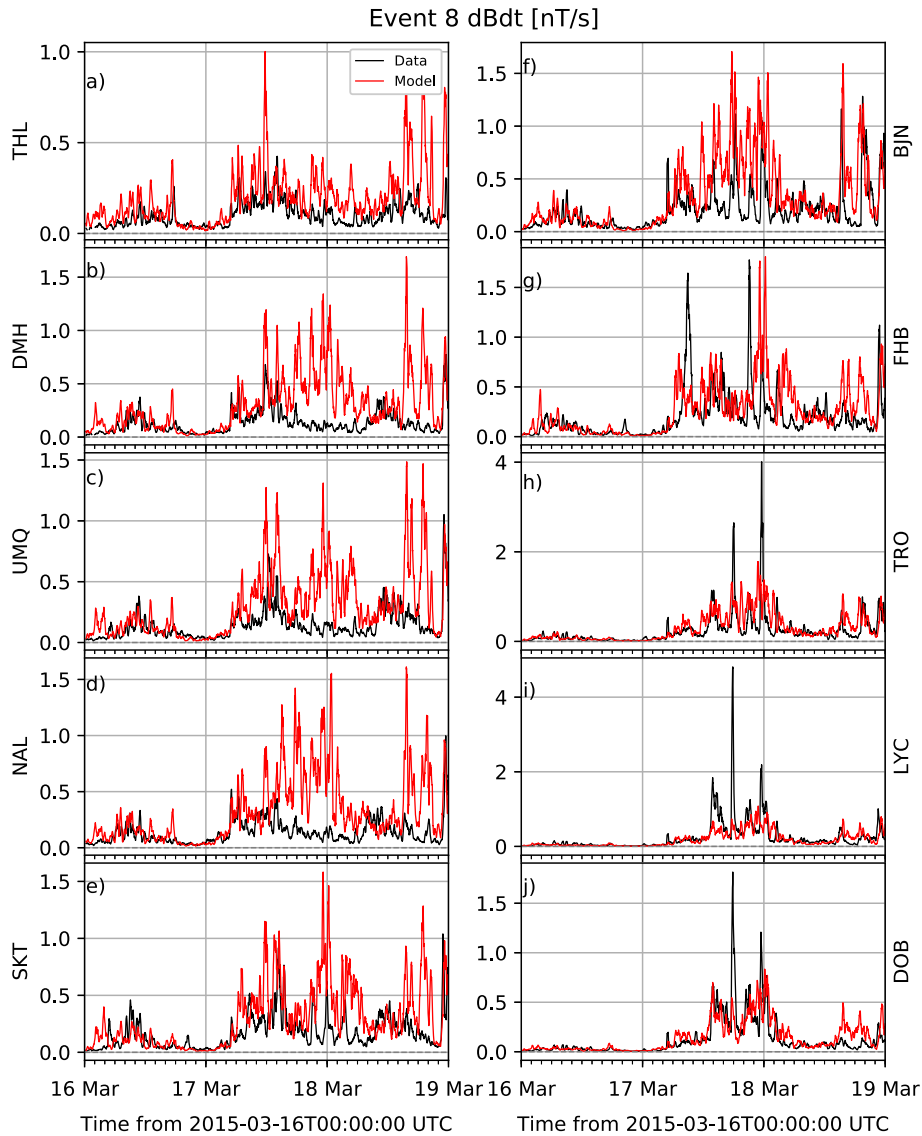 Event 8 dBdt [nT/s]
Data
Model
a)
THL
1.0
0.5
0.0
b)
DMH
1.5
1.0
0.5
0.0
c)
UMQ
1.5
1.0
0.5
0.0
d)
NAL
1.5
1.0
0.5
0.0
e)
SKT
1.5
1.0
0.5
0.0
16 Mar
17 Mar
18 Mar
19 Mar
Time from 2015-03-16T00:00:00 UTC
f)
BJN
1.5
1.0
0.5
0.0
g)
FHB
1.5
1.0
0.5
0.0
h)
TRO
4
2
0
i)
LYC
4
2
0
j)
DOB
1.5
1.0
0.5
0.0
16 Mar
17 Mar
18 Mar
19 Mar
Time from 2015-03-16T00:00:00 UTC